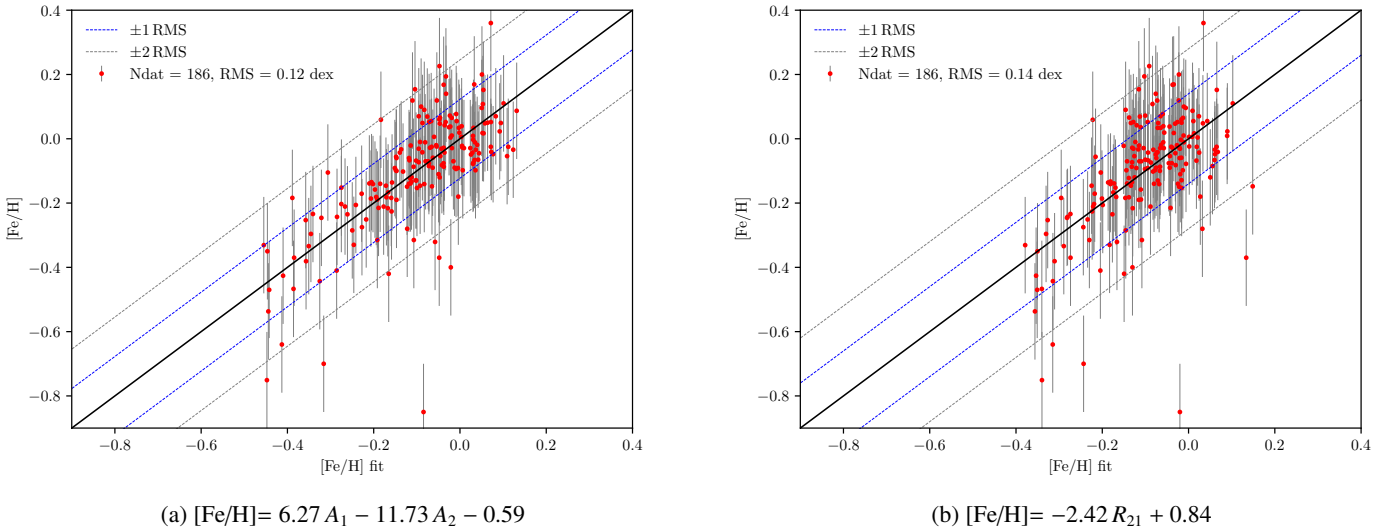 0.4
0.2
0.0
−0.2
−0.4
−0.6
−0.8
[Fe/H]
±1 RMS
±2 RMS
Ndat = 186, RMS = 0.12 dex
−0.8 −0.6 −0.4 −0.2 0.0 0.2 0.4
[Fe/H] fit
(a) [Fe/H]= 6.27 A₁ − 11.73 A₂ − 0.59
0.4
0.2
0.0
−0.2
−0.4
−0.6
−0.8
[Fe/H]
±1 RMS
±2 RMS
Ndat = 186, RMS = 0.14 dex
−0.8 −0.6 −0.4 −0.2 0.0 0.2 0.4
[Fe/H] fit
(b) [Fe/H]= −2.42 R₂₁ + 0.84